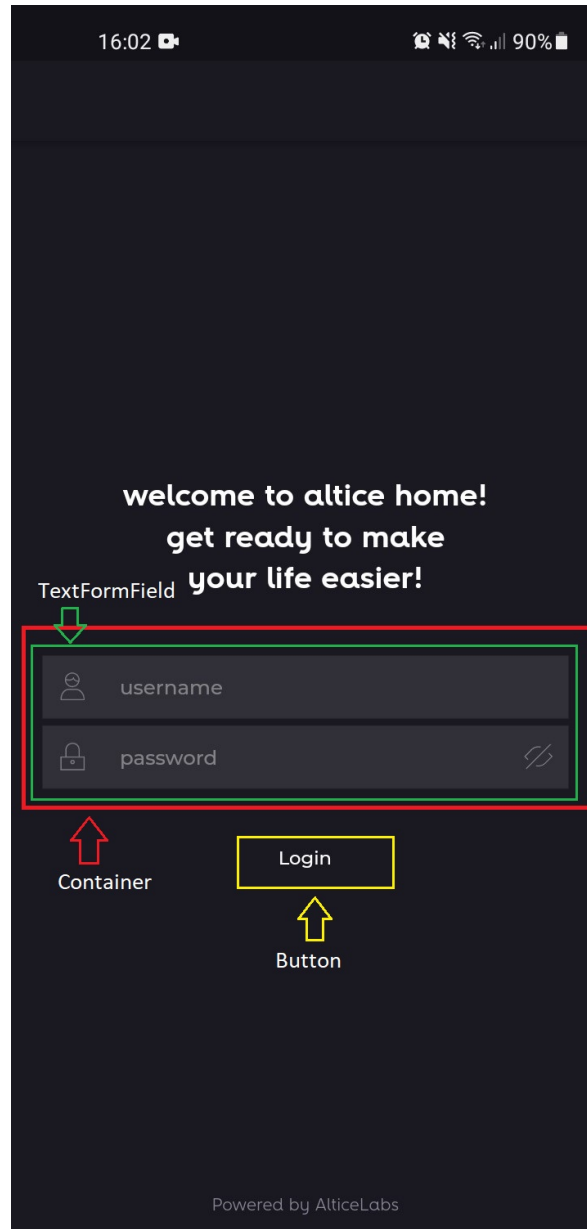 16:02 90%
welcome to altice home!
get ready to make
your life easier!
TextFormField
username
password
Container
Login
Button
Powered by AlticeLabs